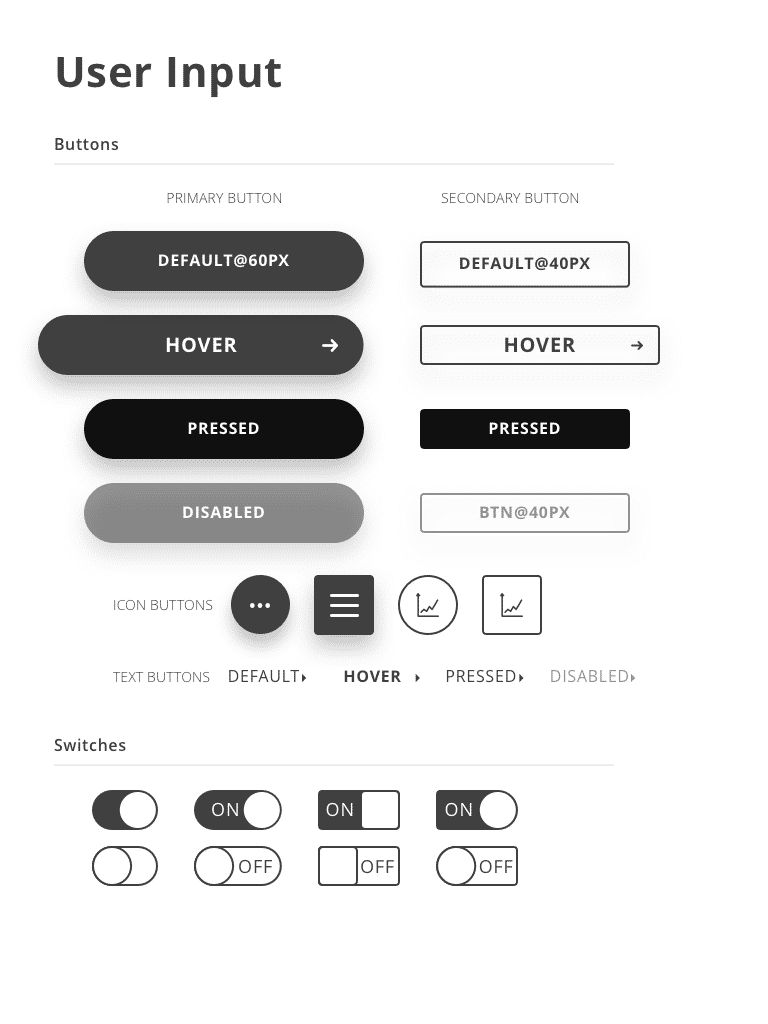 User Input
Buttons
PRIMARY BUTTON
SECONDARY BUTTON
DEFAULT@60PX
DEFAULT@40PX
HOVER
HOVER
PRESSED
PRESSED
DISABLED
BTN@40PX
ICON BUTTONS
TEXT BUTTONS DEFAULT HOVER PRESSED DISABLED
Switches
ON ON ON
OFF OFF OFF